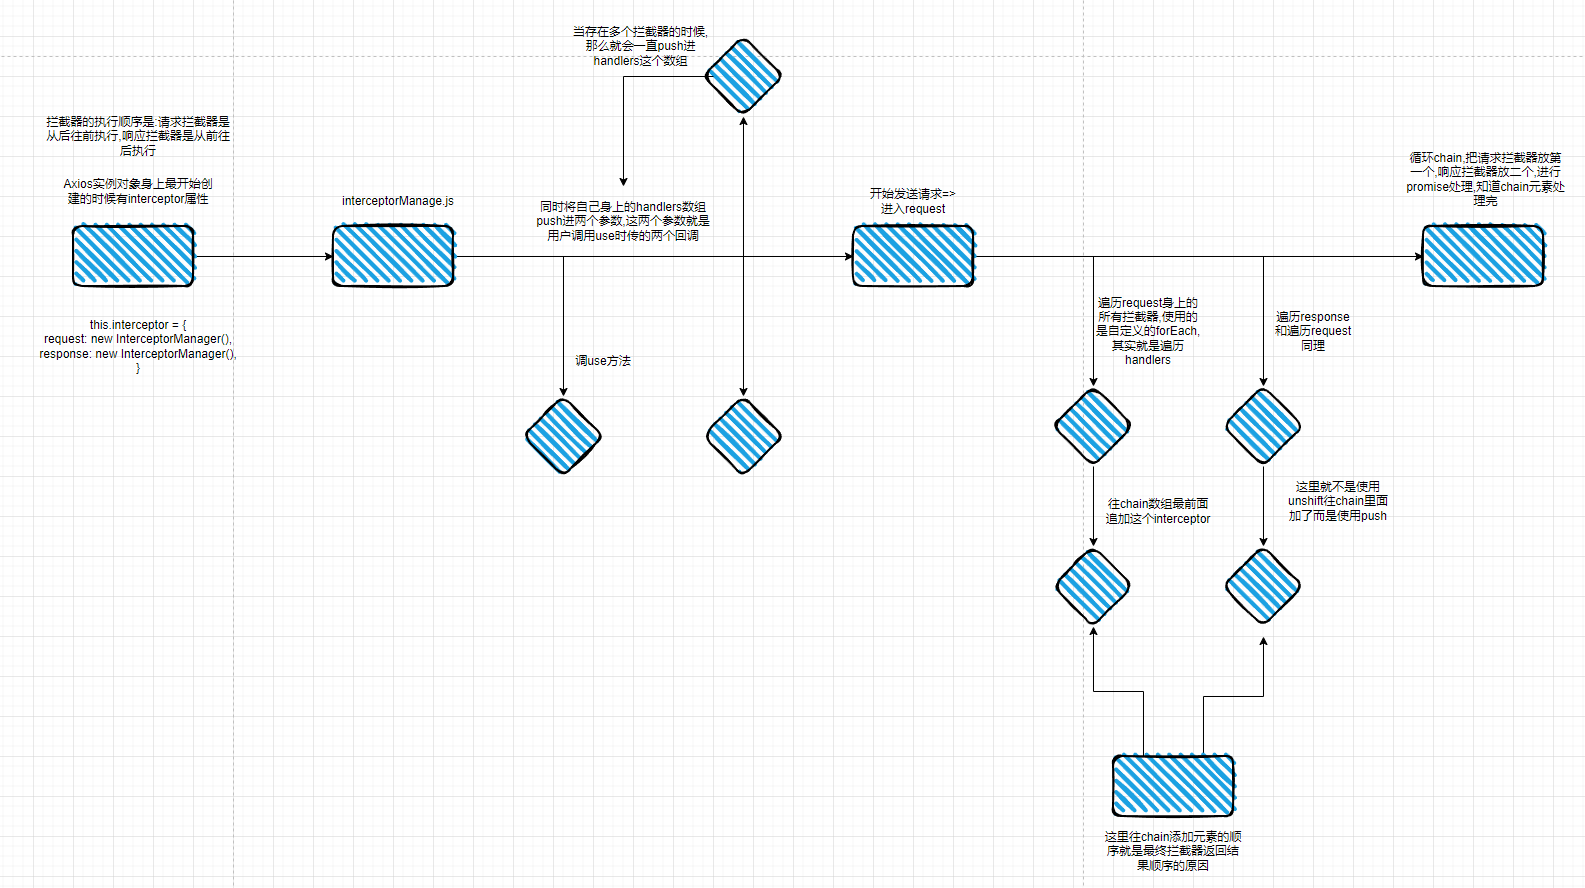 当存在多个拦截器的时候,
那么就会一直push进
handlers这个数组
拦截器的执行顺序是:请求拦截器是
从后往前执行,响应拦截器是从前往
后执行
Axios实例对象身上最开始创
建的时候有interceptor属性
this.interceptor = {
request: new InterceptorManager(),
response: new InterceptorManager(),
}
interceptorManage.js
同时将自己身上的handlers数组
push进两个参数,这两个参数就是
用户调用use时传的两个回调
调use方法
开始发送请求=>
进入request
遍历request身上的
所有拦截器,使用的
是自定义的forEach,
其实就是遍历
handlers
遍历response
和遍历request
同理
往chain数组最前面
追加这个interceptor
这里就不是使用
unshift往chain里面
加了而是使用push
这里往chain添加元素的顺
序就是最终拦截器返回结
果顺序的原因
循环chain,把请求拦截器放第
一个,响应拦截器放二个,进行
promise处理,知道chain元素处
理完